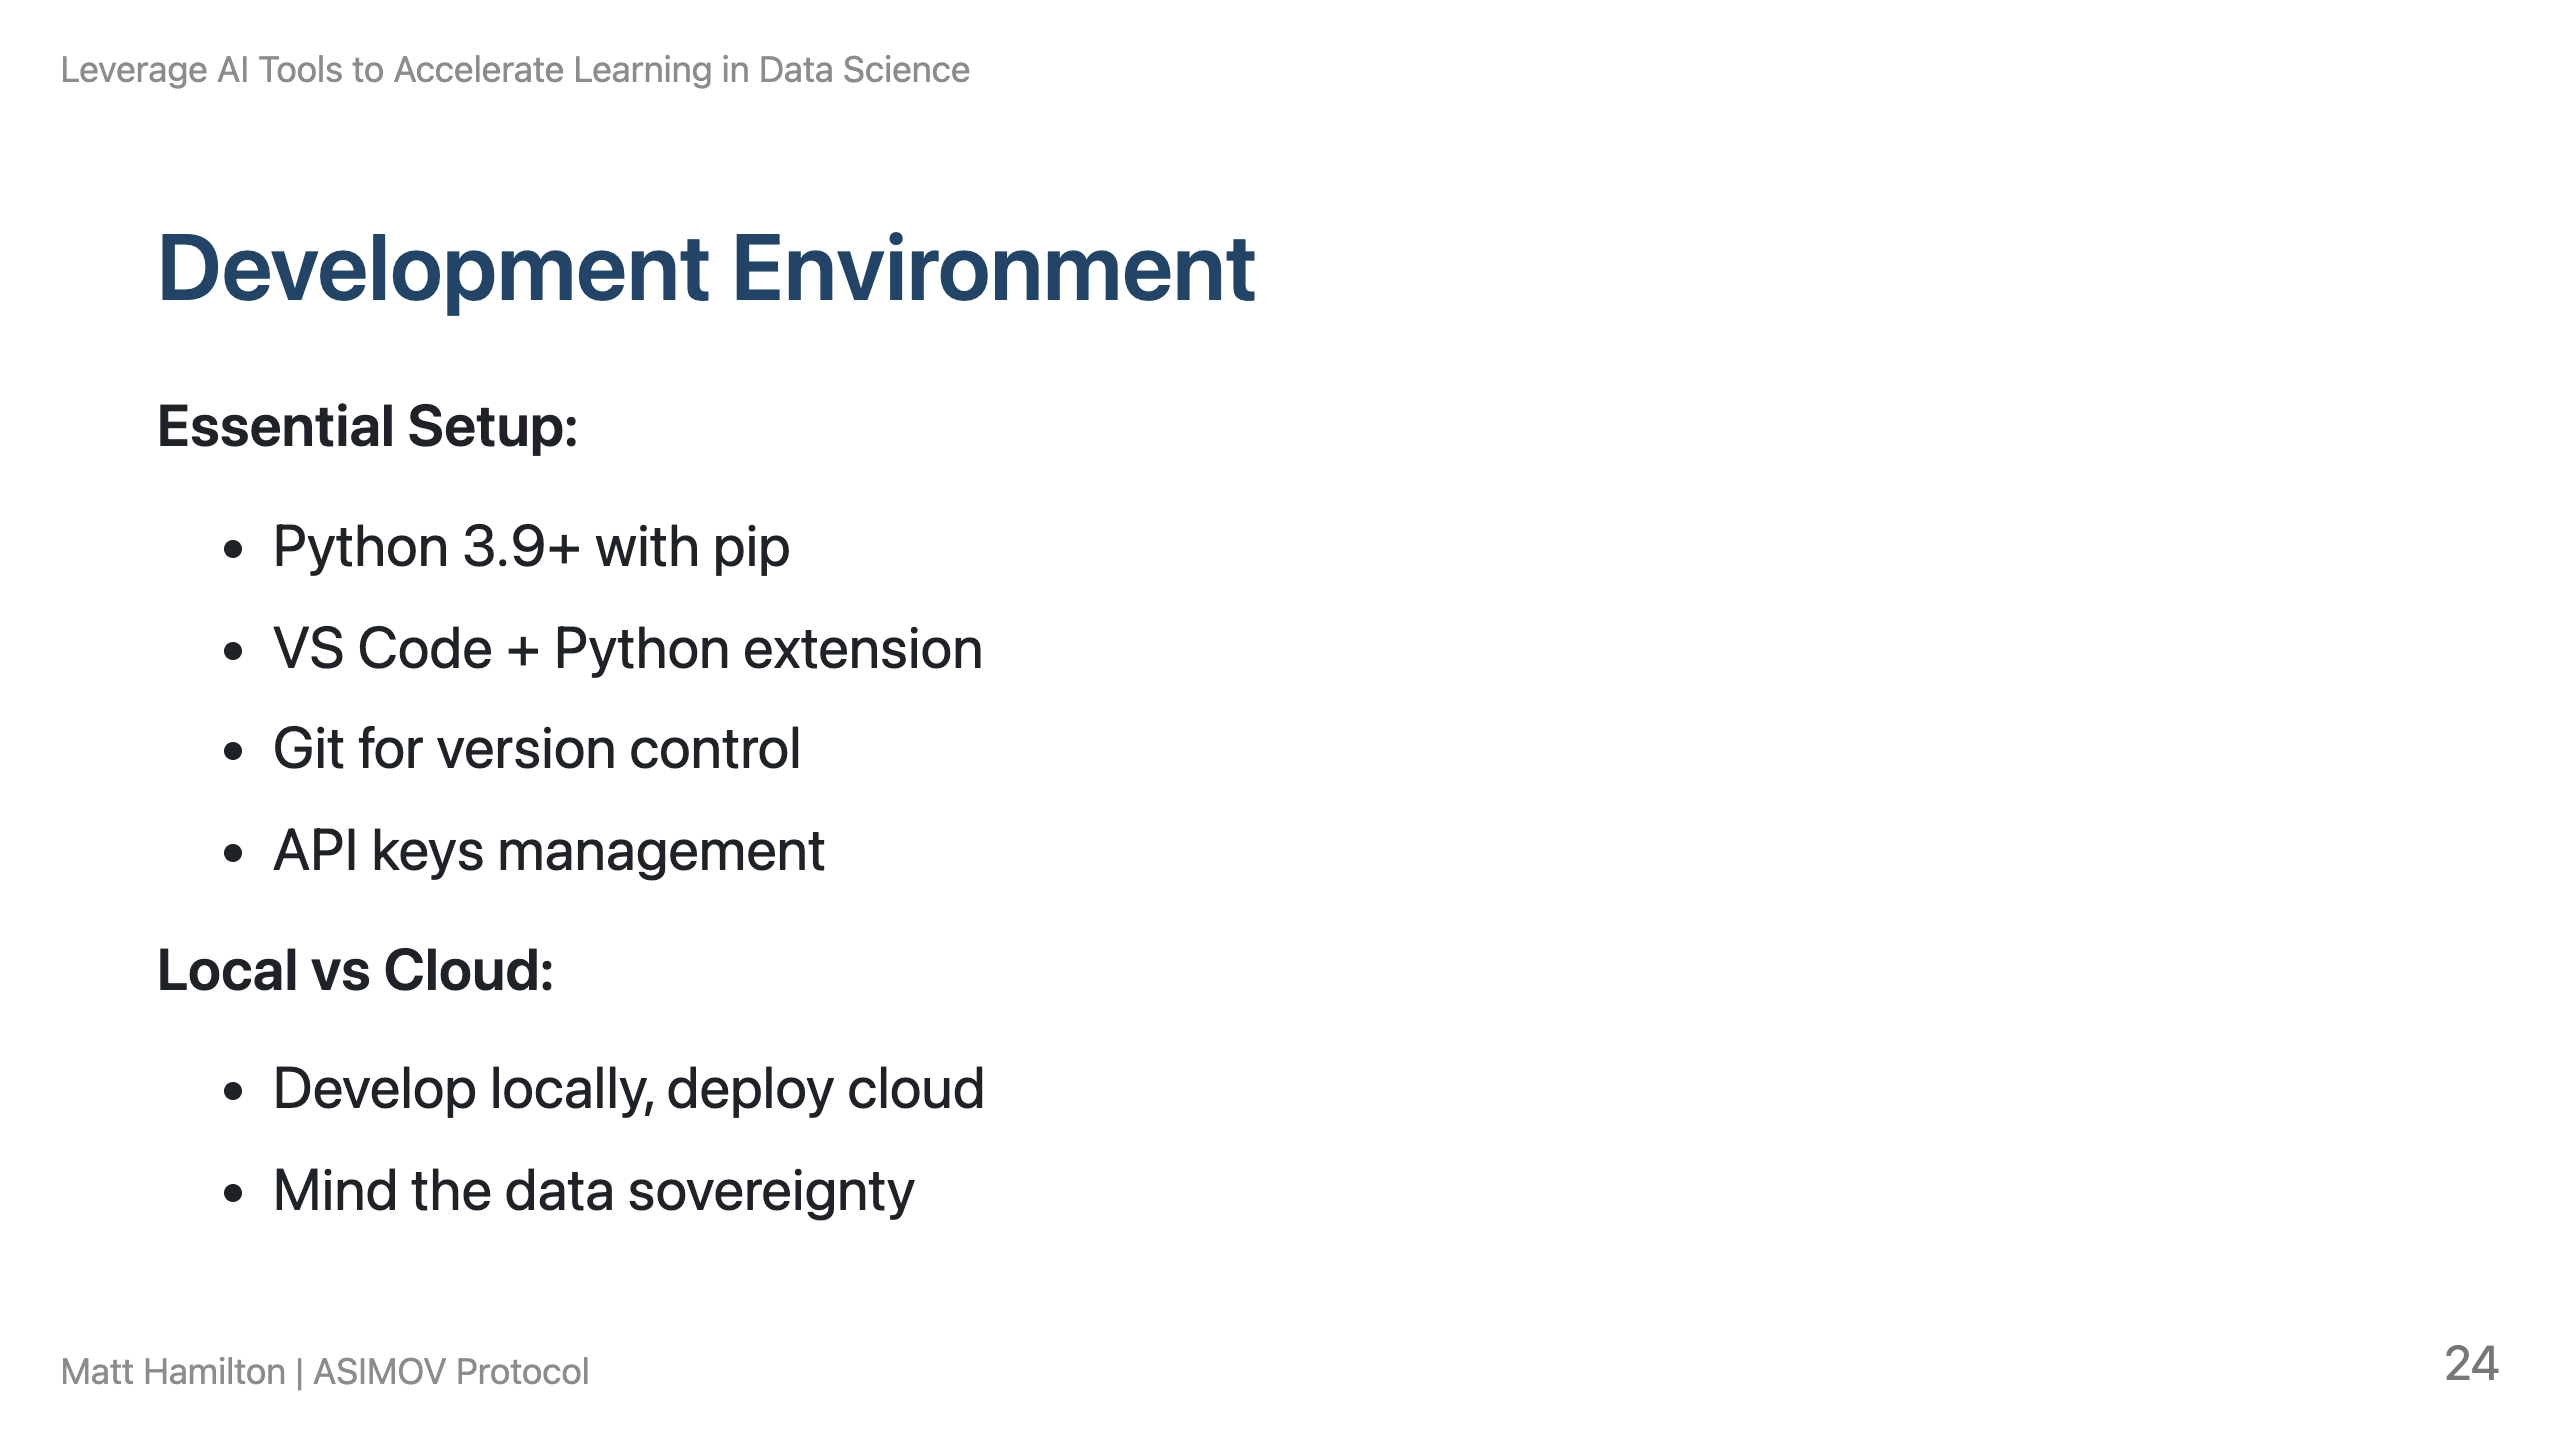 Leverage AI Tools to Accelerate Learning in Data Science
Development Environment
Essential Setup:
• Python 3.9+ with pip
• VS Code + Python extension
• Git for version control
• API keys management
Local vs Cloud:
• Develop locally, deploy cloud
• Mind the data sovereignty
Matt Hamilton | ASIMOV Protocol
24